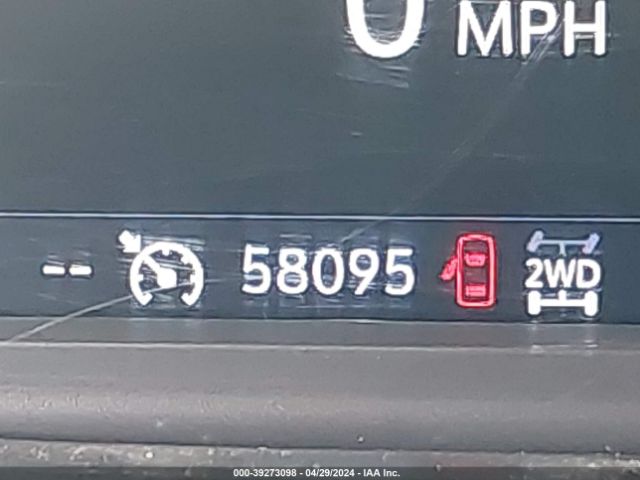 0 MPH
-- 58095 2WD
000-39273098 - 04/29/2024 - IAA Inc.